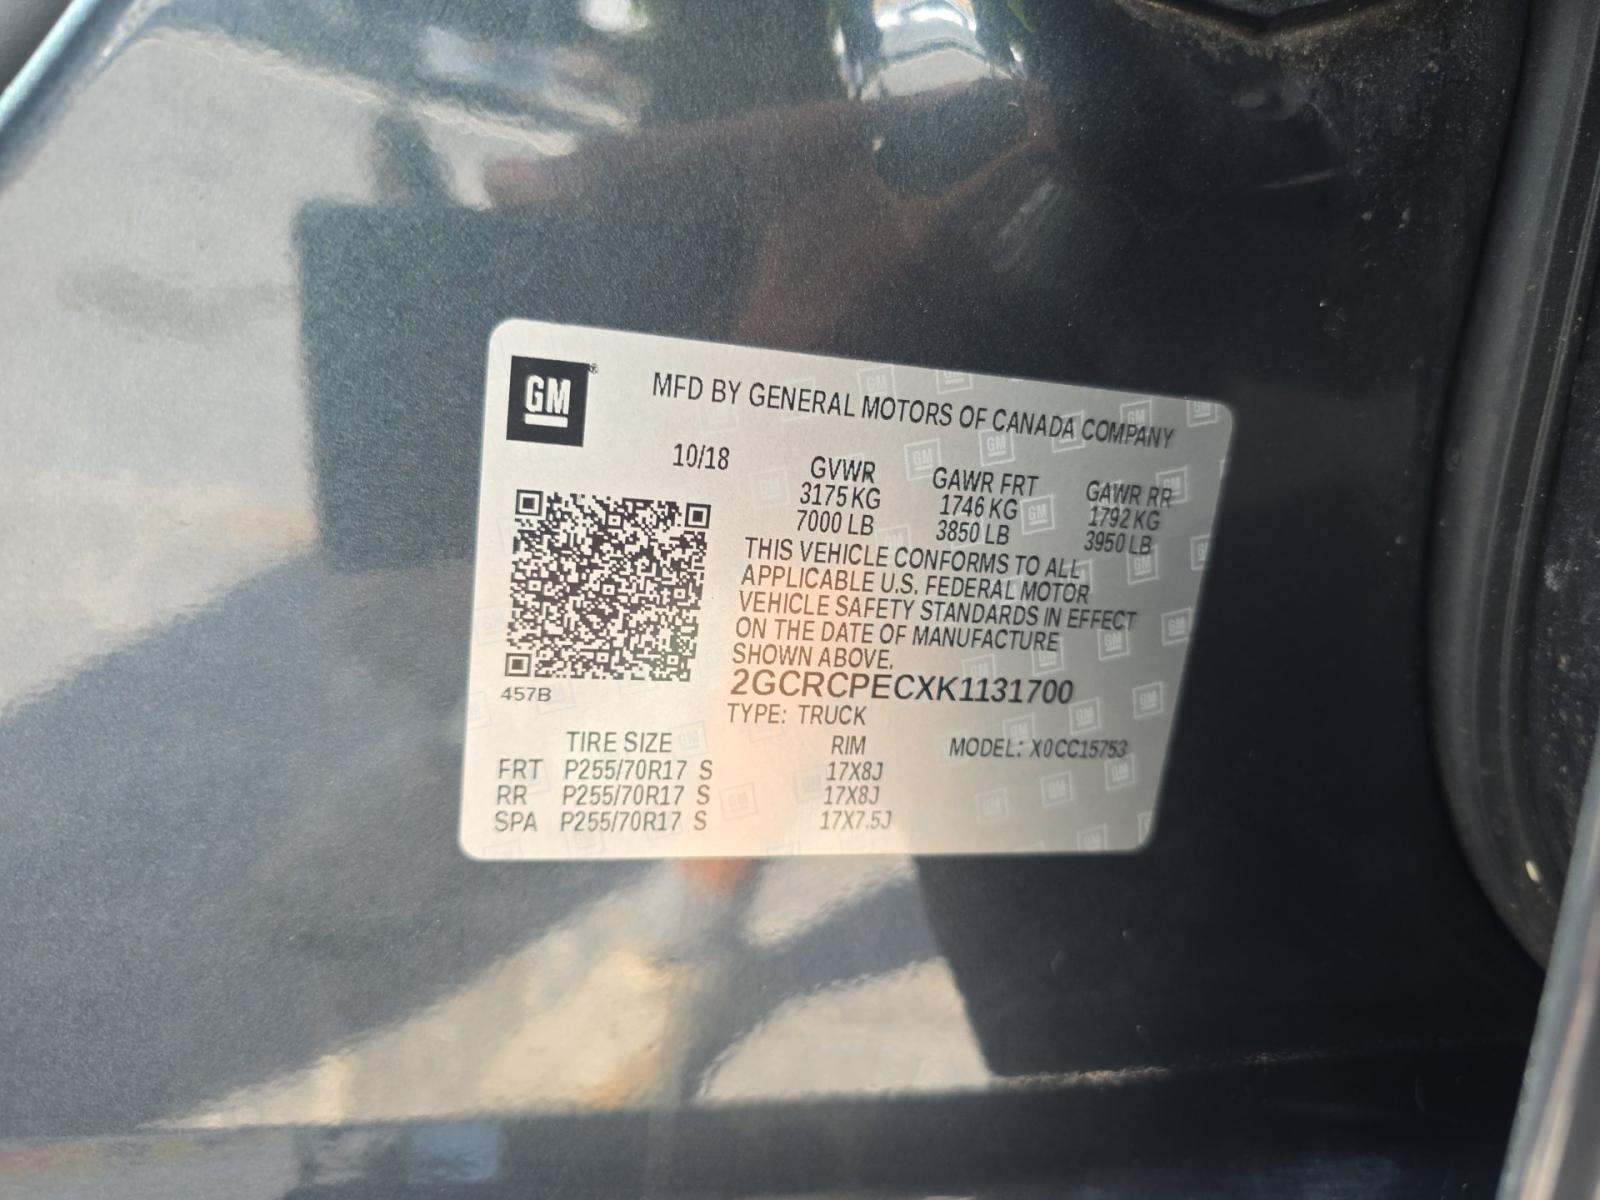 GM
MFD BY GENERAL MOTORS OF CANADA COMPANY
10/18
GVWR GAWR FRT GAWR RR
3175 KG 1746 KG 1792 KG
7000 LB 3850 LB 3950 LB
THIS VEHICLE CONFORMS TO ALL
APPLICABLE U.S. FEDERAL MOTOR
VEHICLE SAFETY STANDARDS IN EFFECT
ON THE DATE OF MANUFACTURE
SHOWN ABOVE.
2GCRCPECXK1131700
457B
TYPE: TRUCK
TIRE SIZE RIM MODEL: X0CC15753
FRT P255/70R17 S 17X8J
RR P255/70R17 S 17X8J
SPA P255/70R17 S 17X7.5J